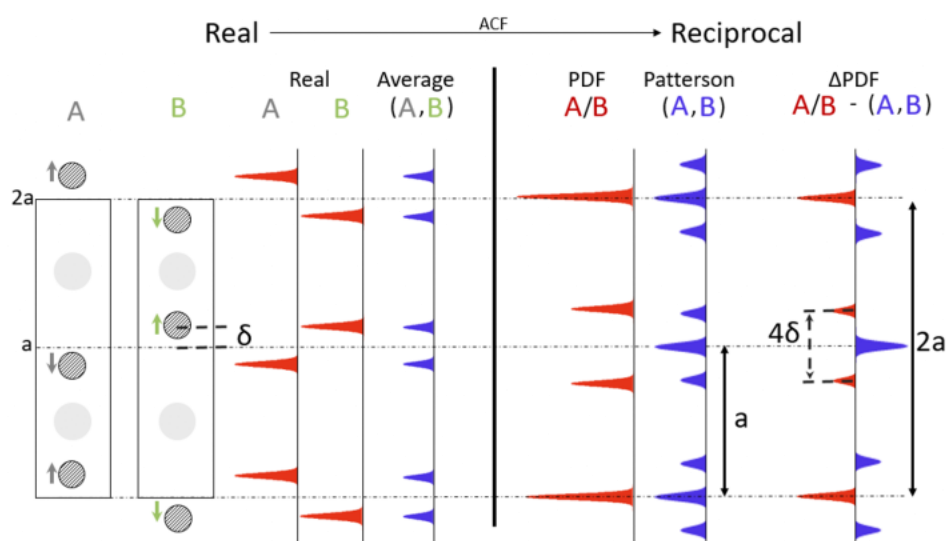 Real ACF Reciprocal
Real Average PDF Patterson ΔPDF
A B A B (A,B) A/B (A,B) A/B - (A,B)
2a
δ
a
4δ
2a
a